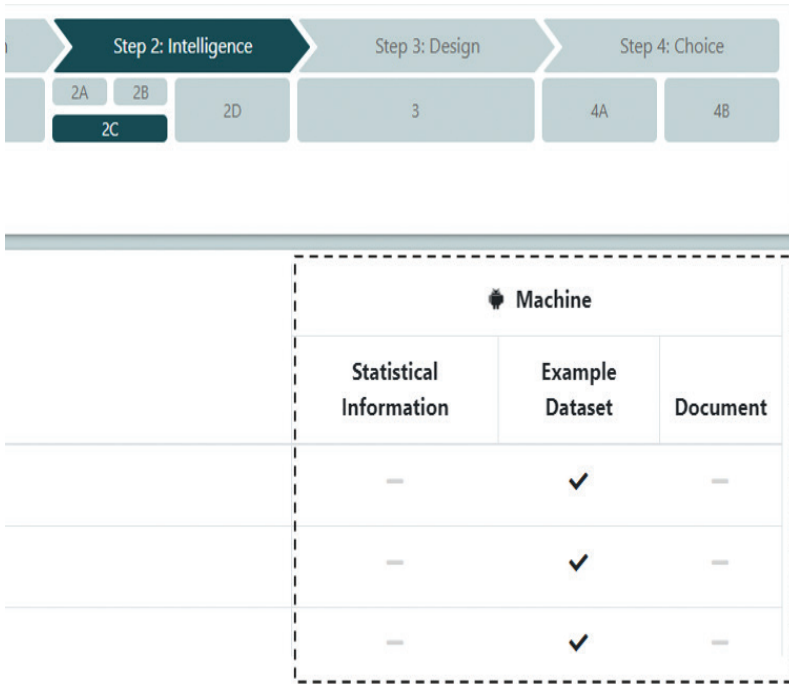 Step 2: Intelligence
Step 3: Design
Step 4: Choice
2A
2B
2C
2D
3
4A
4B
Machine
Statistical
Information
Example
Dataset
Document